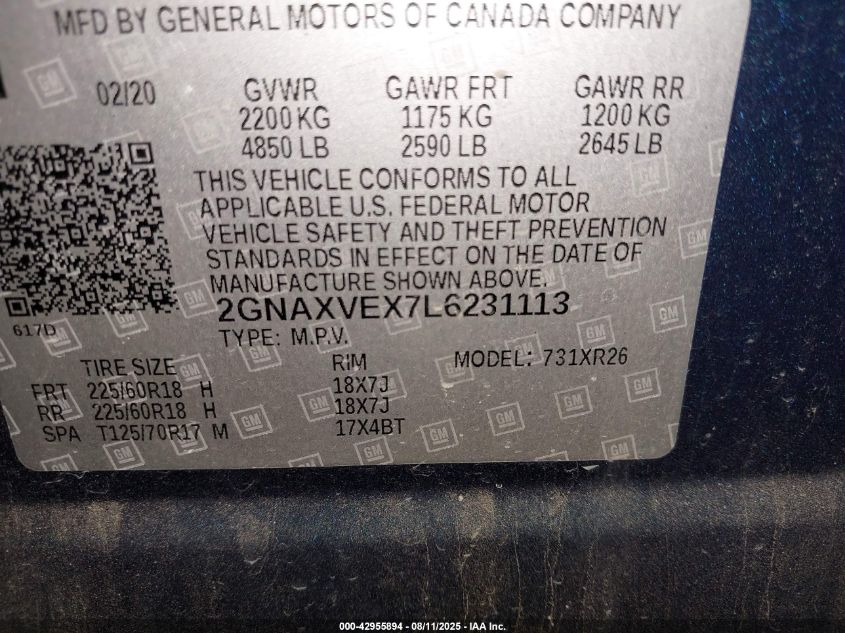 MFD BY GENERAL MOTORS OF CANADA COMPANY
02/20 GVWR GAWR FRT GAWR RR
2200 KG 1175 KG 1200 KG
4850 LB 2590 LB 2645 LB
THIS VEHICLE CONFORMS TO ALL
APPLICABLE U.S. FEDERAL MOTOR
VEHICLE SAFETY AND THEFT PREVENTION
STANDARDS IN EFFECT ON THE DATE OF
MANUFACTURE SHOWN ABOVE.
2GNAXVEX7L6231113
617D
TYPE: M.P.V.
TIRE SIZE RIM MODEL: 731XR26
FRT 225/60R18 H 18X7J
RR 225/60R18 H 18X7J
SPA T125/70R17 M 17X4BT
GM
000-42955894 - 08/11/2025 - IAA Inc.